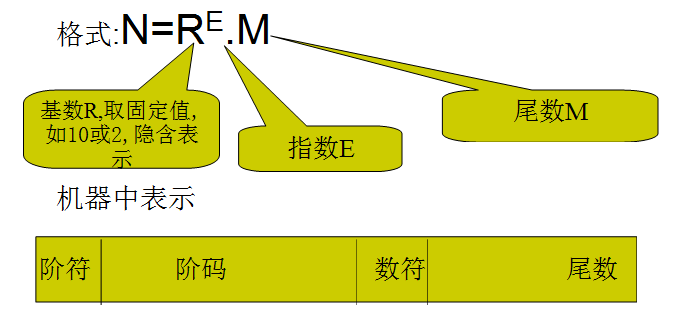 格式:N=Rᴱ．M
基数R,取固定值,
如10或2,隐含表
示
指数E
尾数M
机器中表示
阶符 阶码 数符 尾数